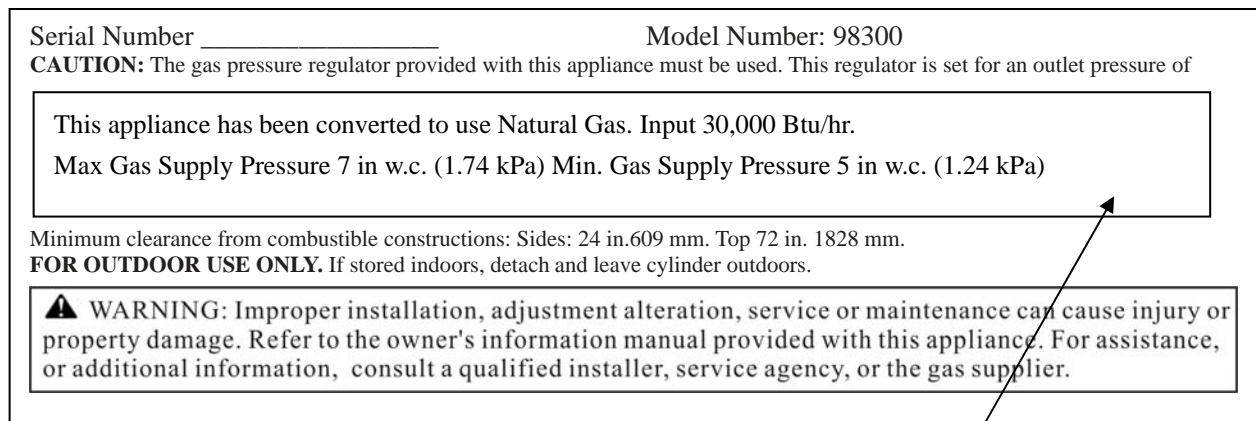 Serial Number _________________ Model Number: 98300
CAUTION: The gas pressure regulator provided with this appliance must be used. This regulator is set for an outlet pressure of
This appliance has been converted to use Natural Gas. Input 30,000 Btu/hr.
Max Gas Supply Pressure 7 in w.c. (1.74 kPa) Min. Gas Supply Pressure 5 in w.c. (1.24 kPa)
Minimum clearance from combustible constructions: Sides: 24 in.609 mm. Top 72 in. 1828 mm.
FOR OUTDOOR USE ONLY. If stored indoors, detach and leave cylinder outdoors.
WARNING: Improper installation, adjustment alteration, service or maintenance can cause injury or
property damage. Refer to the owner's information manual provided with this appliance. For assistance,
or additional information, consult a qualified installer, service agency, or the gas supplier.